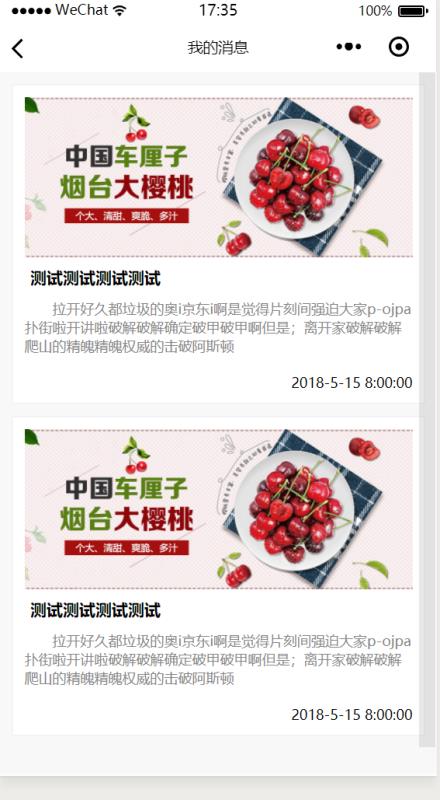 WeChat
17:35
100%
我的消息
中国车厘子
烟台大樱桃
个大、清甜、爽脆、多汁
测试测试测试测试
拉开好久都垃圾的奥i京东i啊是觉得片刻间强迫大家p-ojpa
扑街啦开讲啦破解破解确定破甲破甲啊但是；离开家破解破解
爬山的精魄精魄权威的击破阿斯顿
2018-5-15 8:00:00
中国车厘子
烟台大樱桃
个大、清甜、爽脆、多汁
测试测试测试测试
拉开好久都垃圾的奥i京东i啊是觉得片刻间强迫大家p-ojpa
扑街啦开讲啦破解破解确定破甲破甲啊但是；离开家破解破解
爬山的精魄精魄权威的击破阿斯顿
2018-5-15 8:00:00